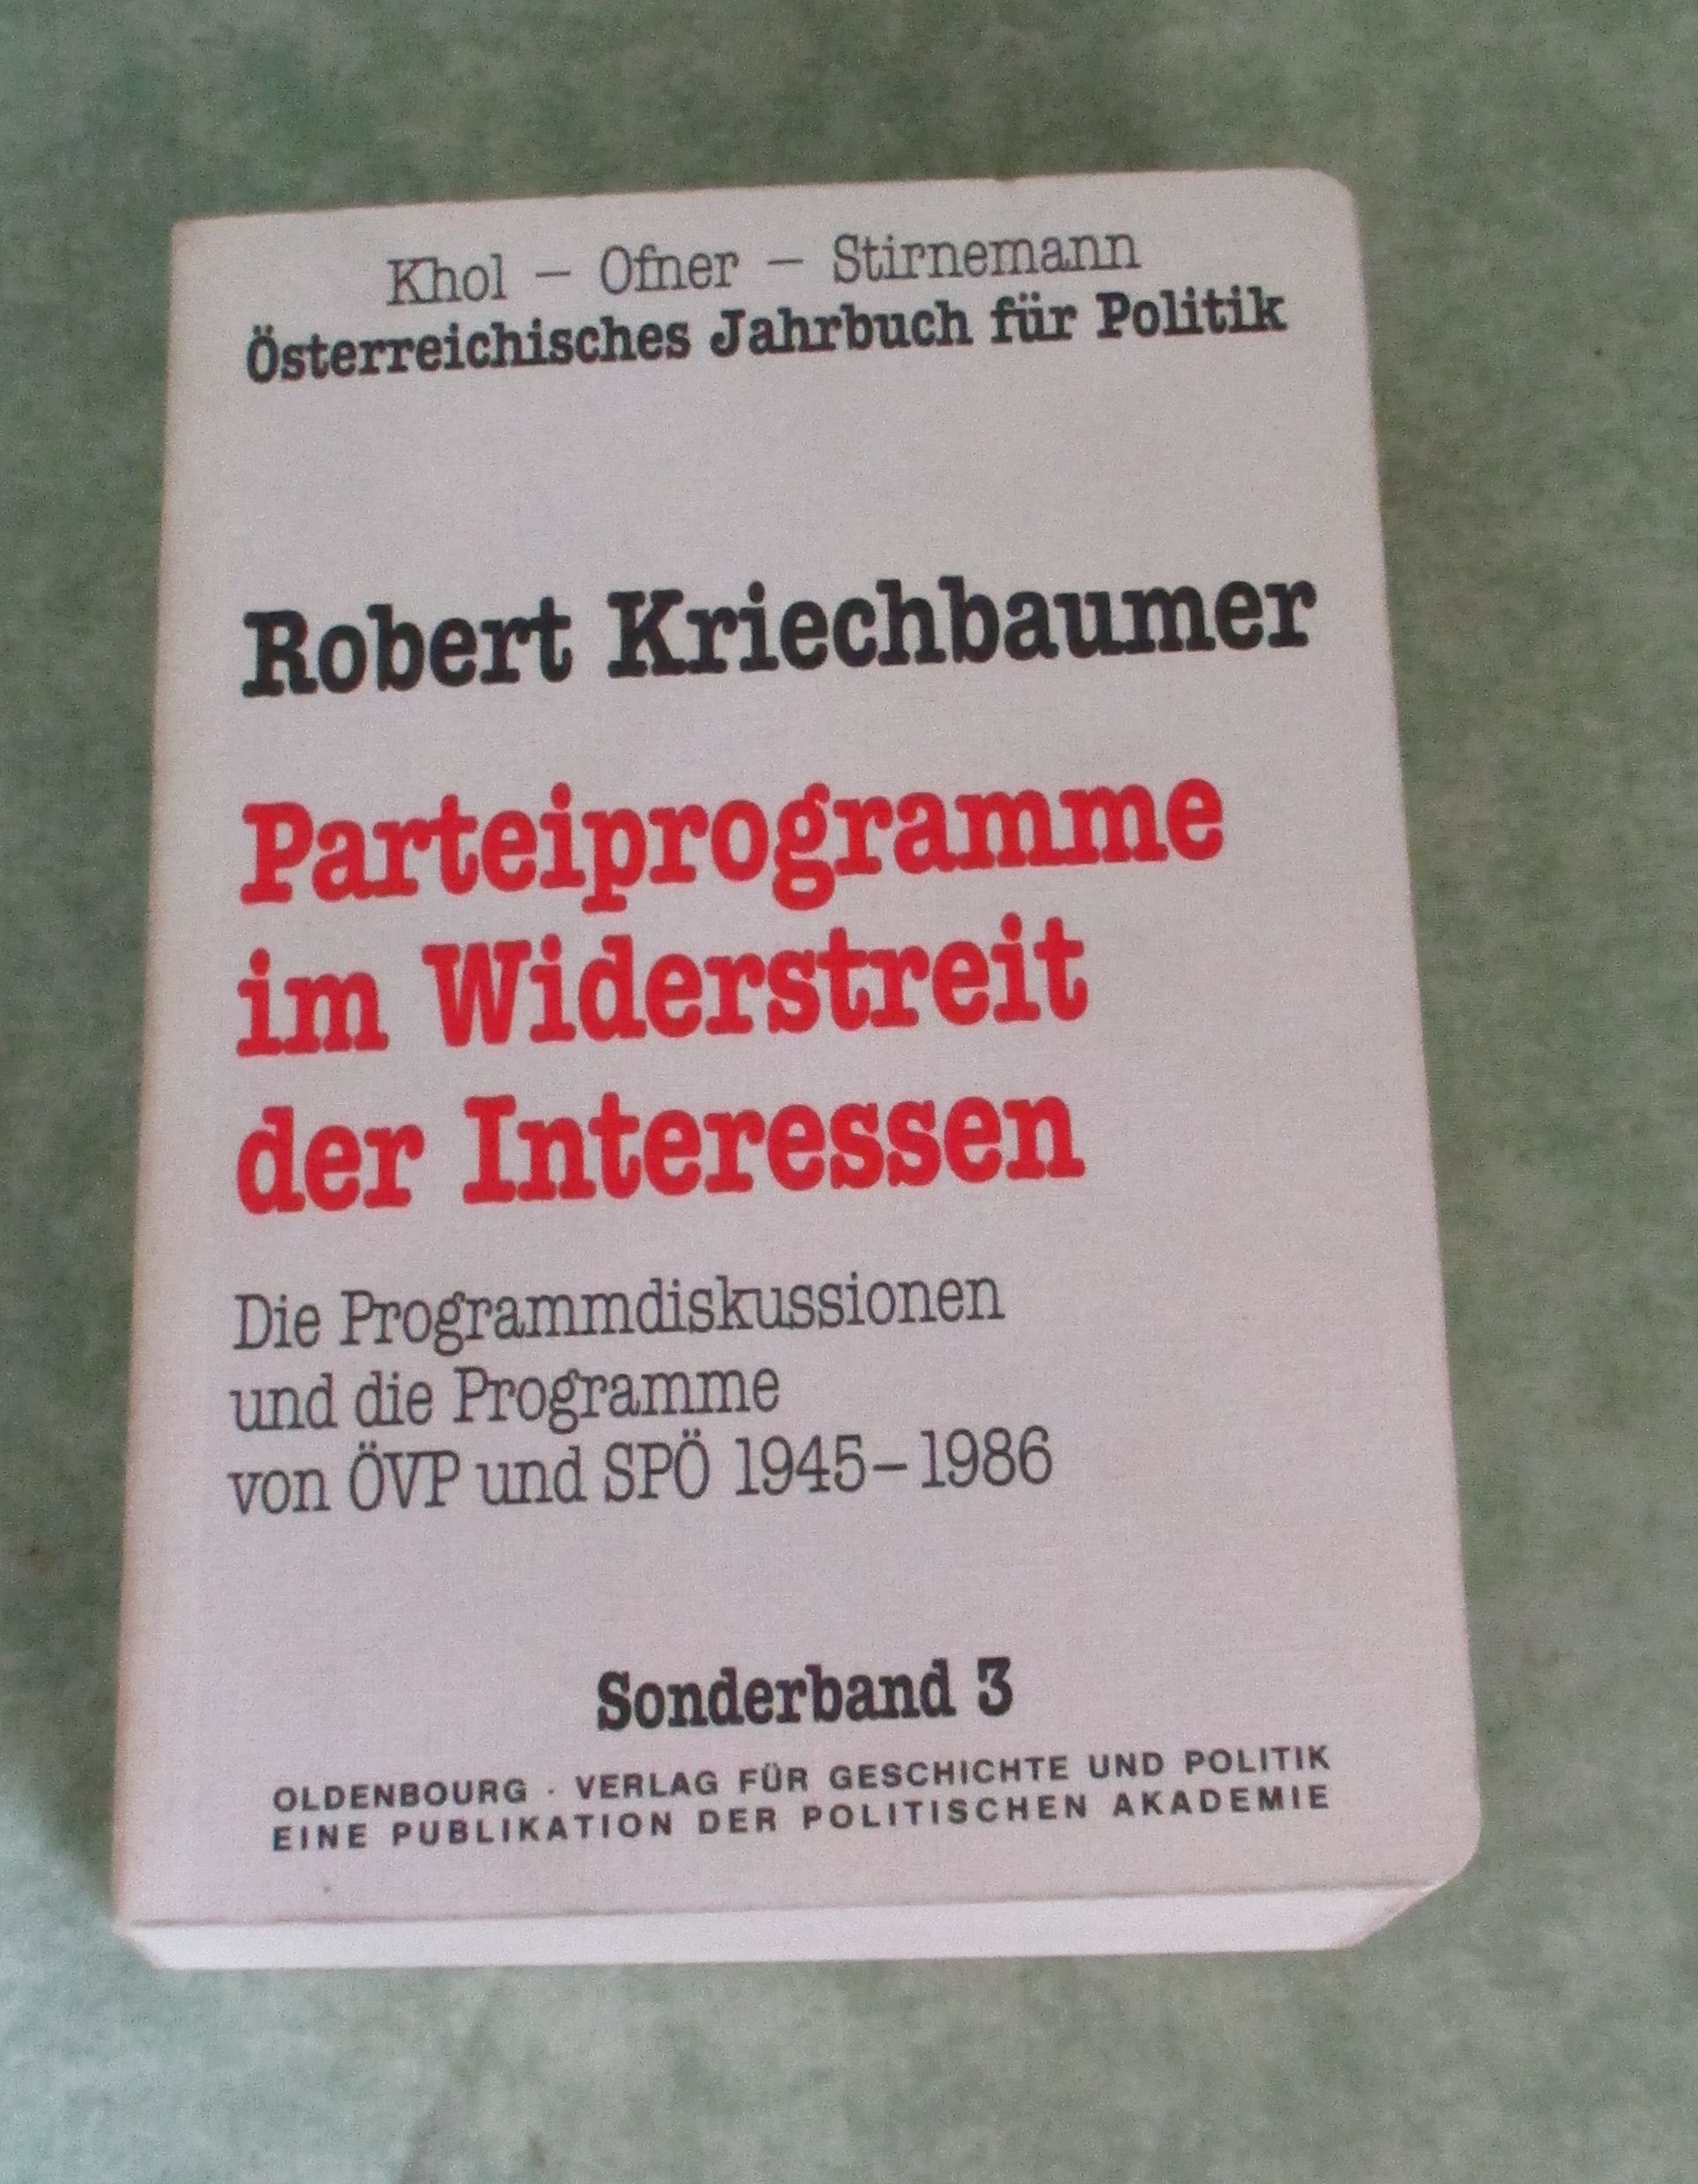 Khol – Ofner – Stirnemann
Österreichisches Jahrbuch für Politik
Robert Kriechbaumer
Parteiprogramme
im Widerstreit
der Interessen
Die Programmdiskussionen
und die Programme
von ÖVP und SPÖ 1945–1986
Sonderband 3
OLDENBOURG · VERLAG FÜR GESCHICHTE UND POLITIK
EINE PUBLIKATION DER POLITISCHEN AKADEMIE